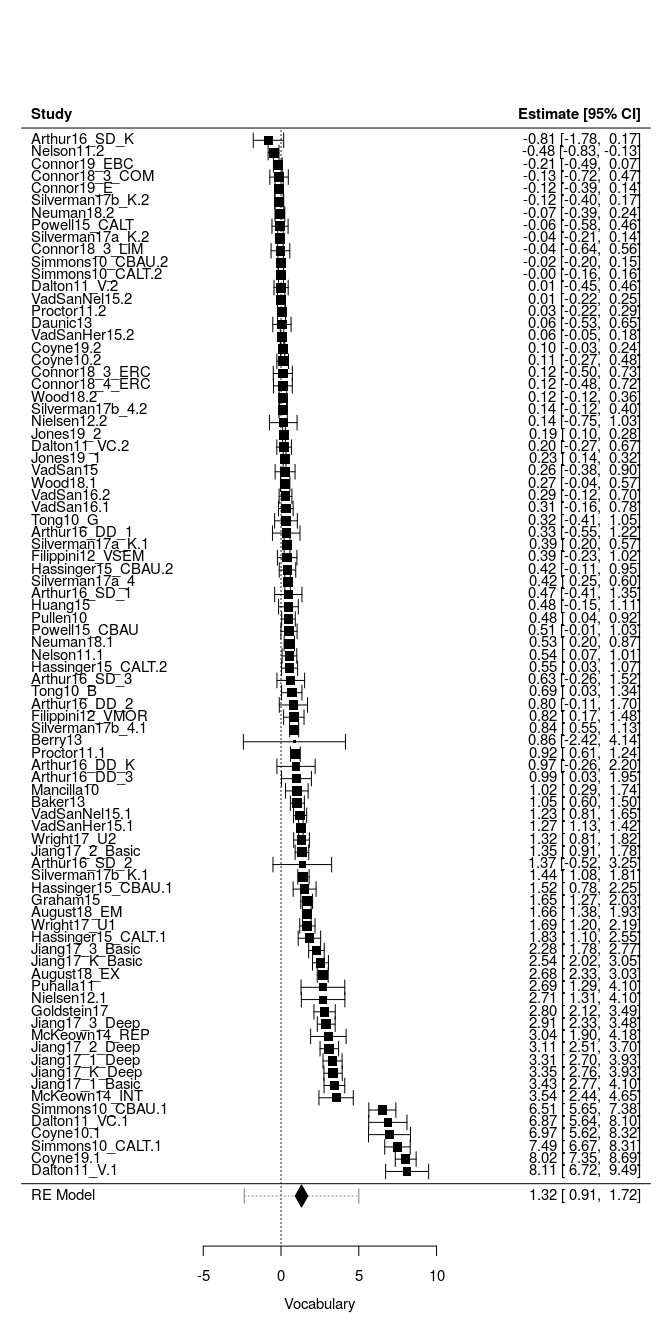 Study Estimate [95% CI]
Arthur16_SD_K -0.81 [-1.78, 0.17]
Nelson11.2 -0.48 [-0.83, -0.13]
Connor19_EBC -0.21 [-0.49, 0.07]
Connor18_3_COM -0.13 [-0.72, 0.47]
Connor19_E -0.12 [-0.39, 0.14]
Silverman17b_K.2 -0.12 [-0.40, 0.17]
Neuman18.2 -0.07 [-0.39, 0.24]
Powell15_CALT -0.06 [-0.58, 0.46]
Silverman17a_K.2 -0.04 [-0.21, 0.14]
Connor18_3_LIM -0.04 [-0.64, 0.56]
Simmons10_CBAU.2 -0.02 [-0.20, 0.15]
Simmons10_CALT.2 -0.00 [-0.16, 0.16]
Dalton11_V.2 0.01 [-0.45, 0.46]
VadSanNel15.2 0.01 [-0.22, 0.25]
Proctor11.2 0.03 [-0.22, 0.29]
Daunic13 0.06 [-0.53, 0.65]
VadSanHer15.2 0.06 [-0.05, 0.18]
Coyne19.2 0.10 [-0.03, 0.24]
Coyne10.2 0.11 [-0.27, 0.48]
Connor18_3_ERC 0.12 [-0.50, 0.73]
Connor18_4_ERC 0.12 [-0.48, 0.72]
Wood18.2 0.12 [-0.12, 0.36]
Silverman17b_4.2 0.14 [-0.12, 0.40]
Nielsen12.2 0.14 [-0.75, 1.03]
Jones19_2 0.19 [ 0.10, 0.28]
Dalton11_VC.2 0.20 [-0.27, 0.67]
Jones19_1 0.23 [ 0.14, 0.32]
VadSan15 0.26 [-0.38, 0.90]
Wood18.1 0.27 [-0.04, 0.57]
VadSan16.2 0.29 [-0.12, 0.70]
VadSan16.1 0.31 [-0.16, 0.78]
Tong10_G 0.32 [-0.41, 1.05]
Arthur16_DD_1 0.33 [-0.55, 1.22]
Silverman17a_K.1 0.39 [ 0.20, 0.57]
Filippini12_VSEM 0.39 [-0.23, 1.02]
Hassinger15_CBAU.2 0.42 [-0.11, 0.95]
Silverman17a_4 0.42 [ 0.25, 0.60]
Arthur16_SD_1 0.47 [-0.41, 1.35]
Huang15 0.48 [-0.15, 1.11]
Pullen10 0.48 [ 0.04, 0.92]
Powell15_CBAU 0.51 [-0.01, 1.03]
Neuman18.1 0.53 [ 0.20, 0.87]
Nelson11.1 0.54 [ 0.07, 1.01]
Hassinger15_CALT.2 0.55 [ 0.03, 1.07]
Arthur16_SD_3 0.63 [-0.26, 1.52]
Tong10_B 0.69 [ 0.03, 1.34]
Arthur16_DD_2 0.80 [-0.11, 1.70]
Filippini12_VMOR 0.82 [ 0.17, 1.48]
Silverman17b_4.1 0.84 [ 0.55, 1.13]
Berry13 0.86 [-2.42, 4.14]
Proctor11.1 0.92 [ 0.61, 1.24]
Arthur16_DD_K 0.97 [-0.26, 2.20]
Arthur16_DD_3 0.99 [ 0.03, 1.95]
Mancilla10 1.02 [ 0.29, 1.74]
Baker13 1.05 [ 0.60, 1.50]
VadSanNel15.1 1.23 [ 0.81, 1.65]
VadSanHer15.1 1.27 [ 1.13, 1.42]
Wright17_U2 1.32 [ 0.81, 1.82]
Jiang17_2_Basic 1.35 [ 0.91, 1.78]
Arthur16_SD_2 1.37 [-0.52, 3.25]
Silverman17b_K.1 1.44 [ 1.08, 1.81]
Hassinger15_CBAU.1 1.52 [ 0.78, 2.25]
Graham15 1.65 [ 1.27, 2.03]
August18_EM 1.66 [ 1.38, 1.93]
Wright17_U1 1.69 [ 1.20, 2.19]
Hassinger15_CALT.1 1.83 [ 1.10, 2.55]
Jiang17_3_Basic 2.28 [ 1.78, 2.77]
Jiang17_K_Basic 2.54 [ 2.02, 3.05]
August18_EX 2.68 [ 2.33, 3.03]
Puhalla11 2.69 [ 1.29, 4.10]
Nielsen12.1 2.71 [ 1.31, 4.10]
Goldstein17 2.80 [ 2.12, 3.49]
Jiang17_3_Deep 2.91 [ 2.33, 3.48]
McKeown14_REP 3.04 [ 1.90, 4.18]
Jiang17_2_Deep 3.11 [ 2.51, 3.70]
Jiang17_1_Deep 3.31 [ 2.70, 3.93]
Jiang17_K_Deep 3.35 [ 2.76, 3.93]
Jiang17_1_Basic 3.43 [ 2.77, 4.10]
McKeown14_INT 3.54 [ 2.44, 4.65]
Simmons10_CBAU.1 6.51 [ 5.65, 7.38]
Dalton11_VC.1 6.87 [ 5.64, 8.10]
Coyne10.1 6.97 [ 5.62, 8.32]
Simmons10_CALT.1 7.49 [ 6.67, 8.31]
Coyne19.1 8.02 [ 7.35, 8.69]
Dalton11_V.1 8.11 [ 6.72, 9.49]
RE Model 1.32 [ 0.91, 1.72]
-5 0 5 10
Vocabulary